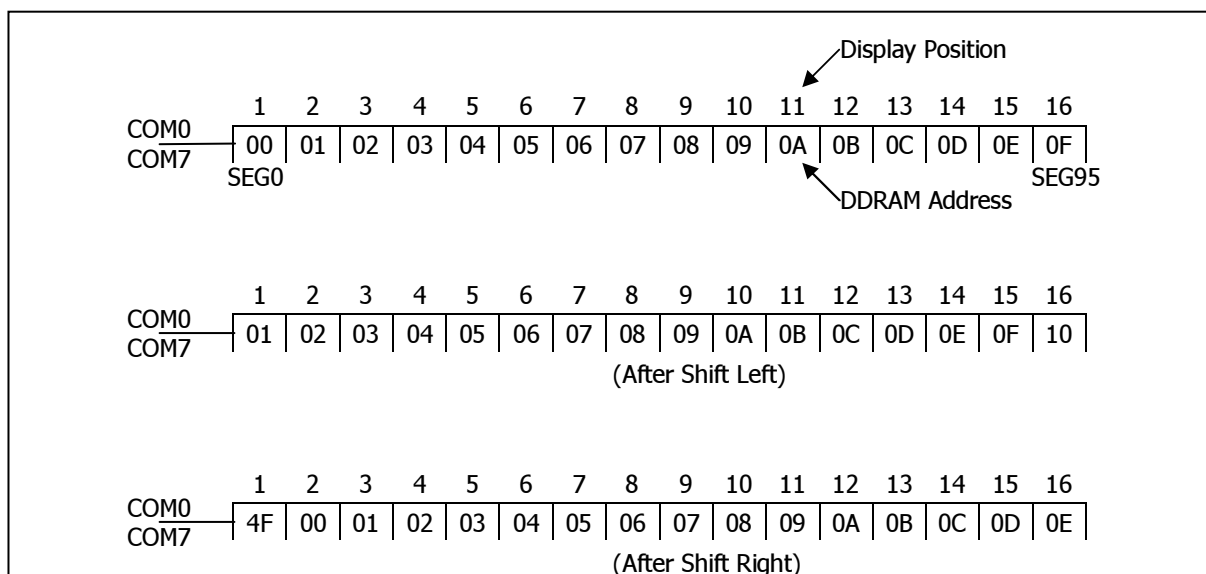 Display Position
1 2 3 4 5 6 7 8 9 10 11 12 13 14 15 16
COM0
COM7
00 01 02 03 04 05 06 07 08 09 0A 0B 0C 0D 0E 0F
SEG0 SEG95
DDRAM Address
1 2 3 4 5 6 7 8 9 10 11 12 13 14 15 16
COM0
COM7
01 02 03 04 05 06 07 08 09 0A 0B 0C 0D 0E 0F 10
(After Shift Left)
1 2 3 4 5 6 7 8 9 10 11 12 13 14 15 16
COM0
COM7
4F 00 01 02 03 04 05 06 07 08 09 0A 0B 0C 0D 0E
(After Shift Right)